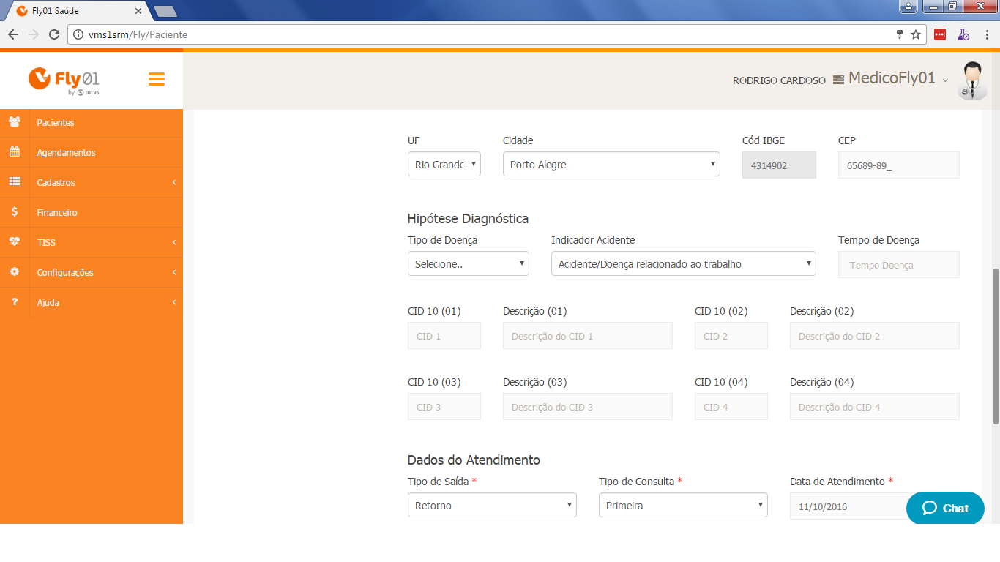 Fly01 Saúde
vms1srm/Fly/Paciente
Fly01
by TOTVS
RODRIGO CARDOSO MedicoFly01
Pacientes
Agendamentos
Cadastros
Financeiro
TISS
Configurações
Ajuda
UF Cidade Cód IBGE CEP
Rio Grande Porto Alegre 4314902 65689-89_
Hipótese Diagnóstica
Tipo de Doença Indicador Acidente Tempo de Doença
Selecione.. Acidente/Doença relacionado ao trabalho Tempo Doença
CID 10 (01) Descrição (01) CID 10 (02) Descrição (02)
CID 1 Descrição do CID 1 CID 2 Descrição do CID 2
CID 10 (03) Descrição (03) CID 10 (04) Descrição (04)
CID 3 Descrição do CID 3 CID 4 Descrição do CID 4
Dados do Atendimento
Tipo de Saída * Tipo de Consulta * Data de Atendimento *
Retorno Primeira 11/10/2016
Chat